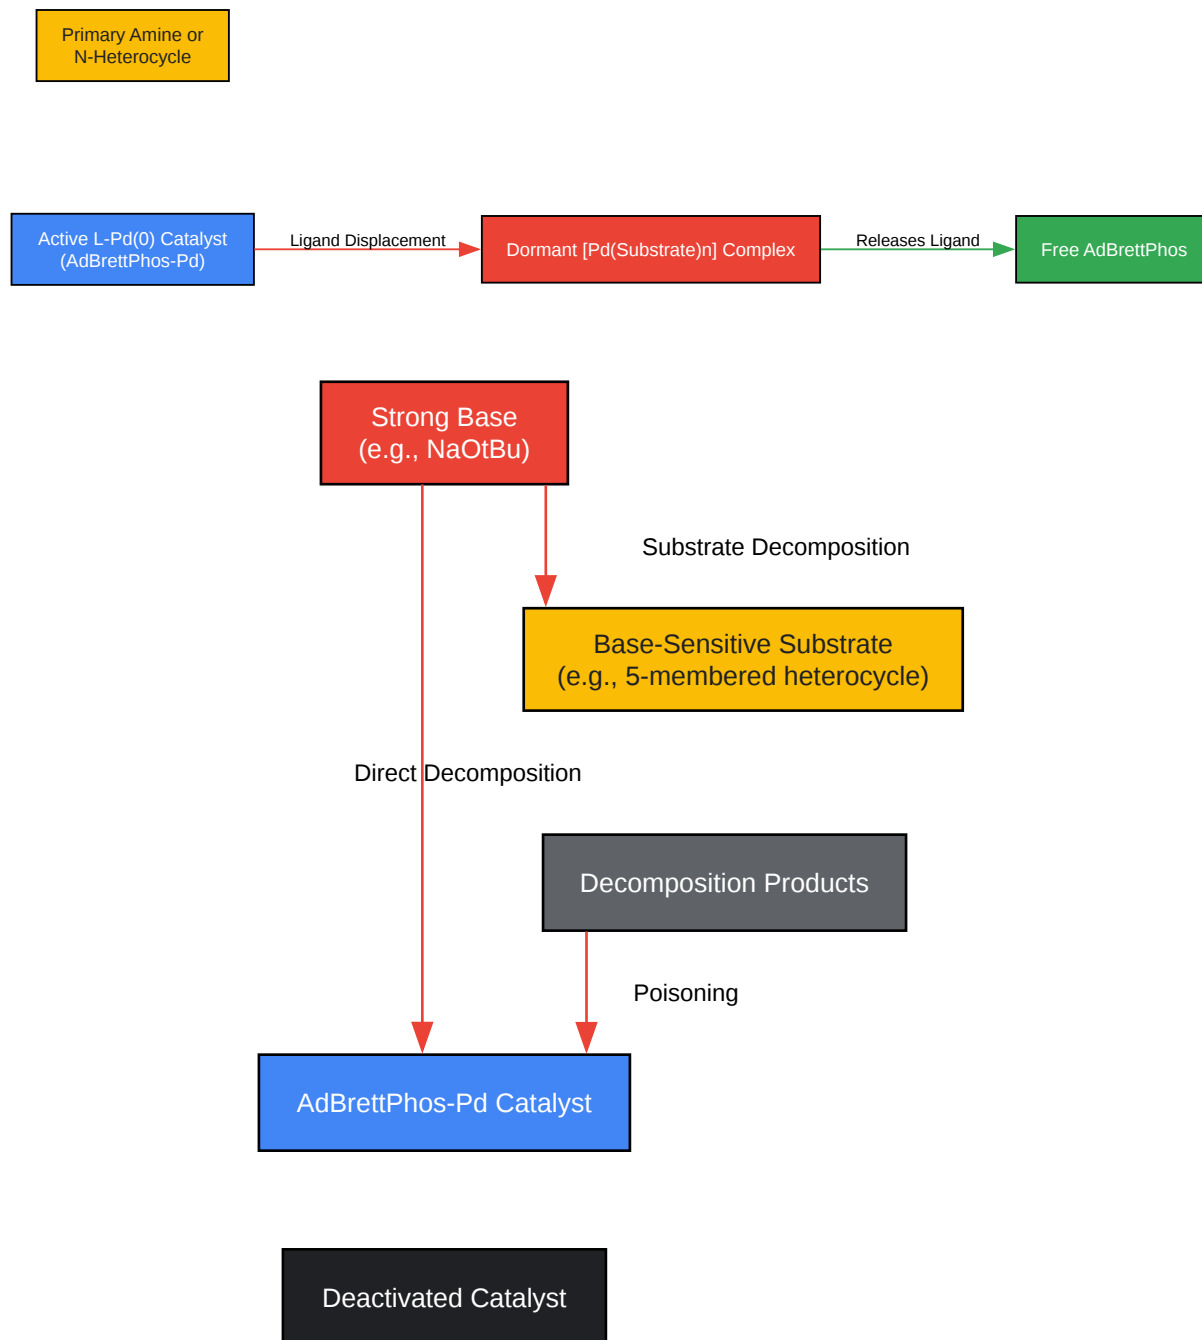 Primary Amine or
N-Heterocycle
Active L-Pd(0) Catalyst
(AdBrettPhos-Pd)
Ligand Displacement
Dormant [Pd(Substrate)n] Complex
Releases Ligand
Free AdBrettPhos
Strong Base
(e.g., NaOtBu)
Substrate Decomposition
Base-Sensitive Substrate
(e.g., 5-membered heterocycle)
Direct Decomposition
Decomposition Products
Poisoning
AdBrettPhos-Pd Catalyst
Deactivated Catalyst